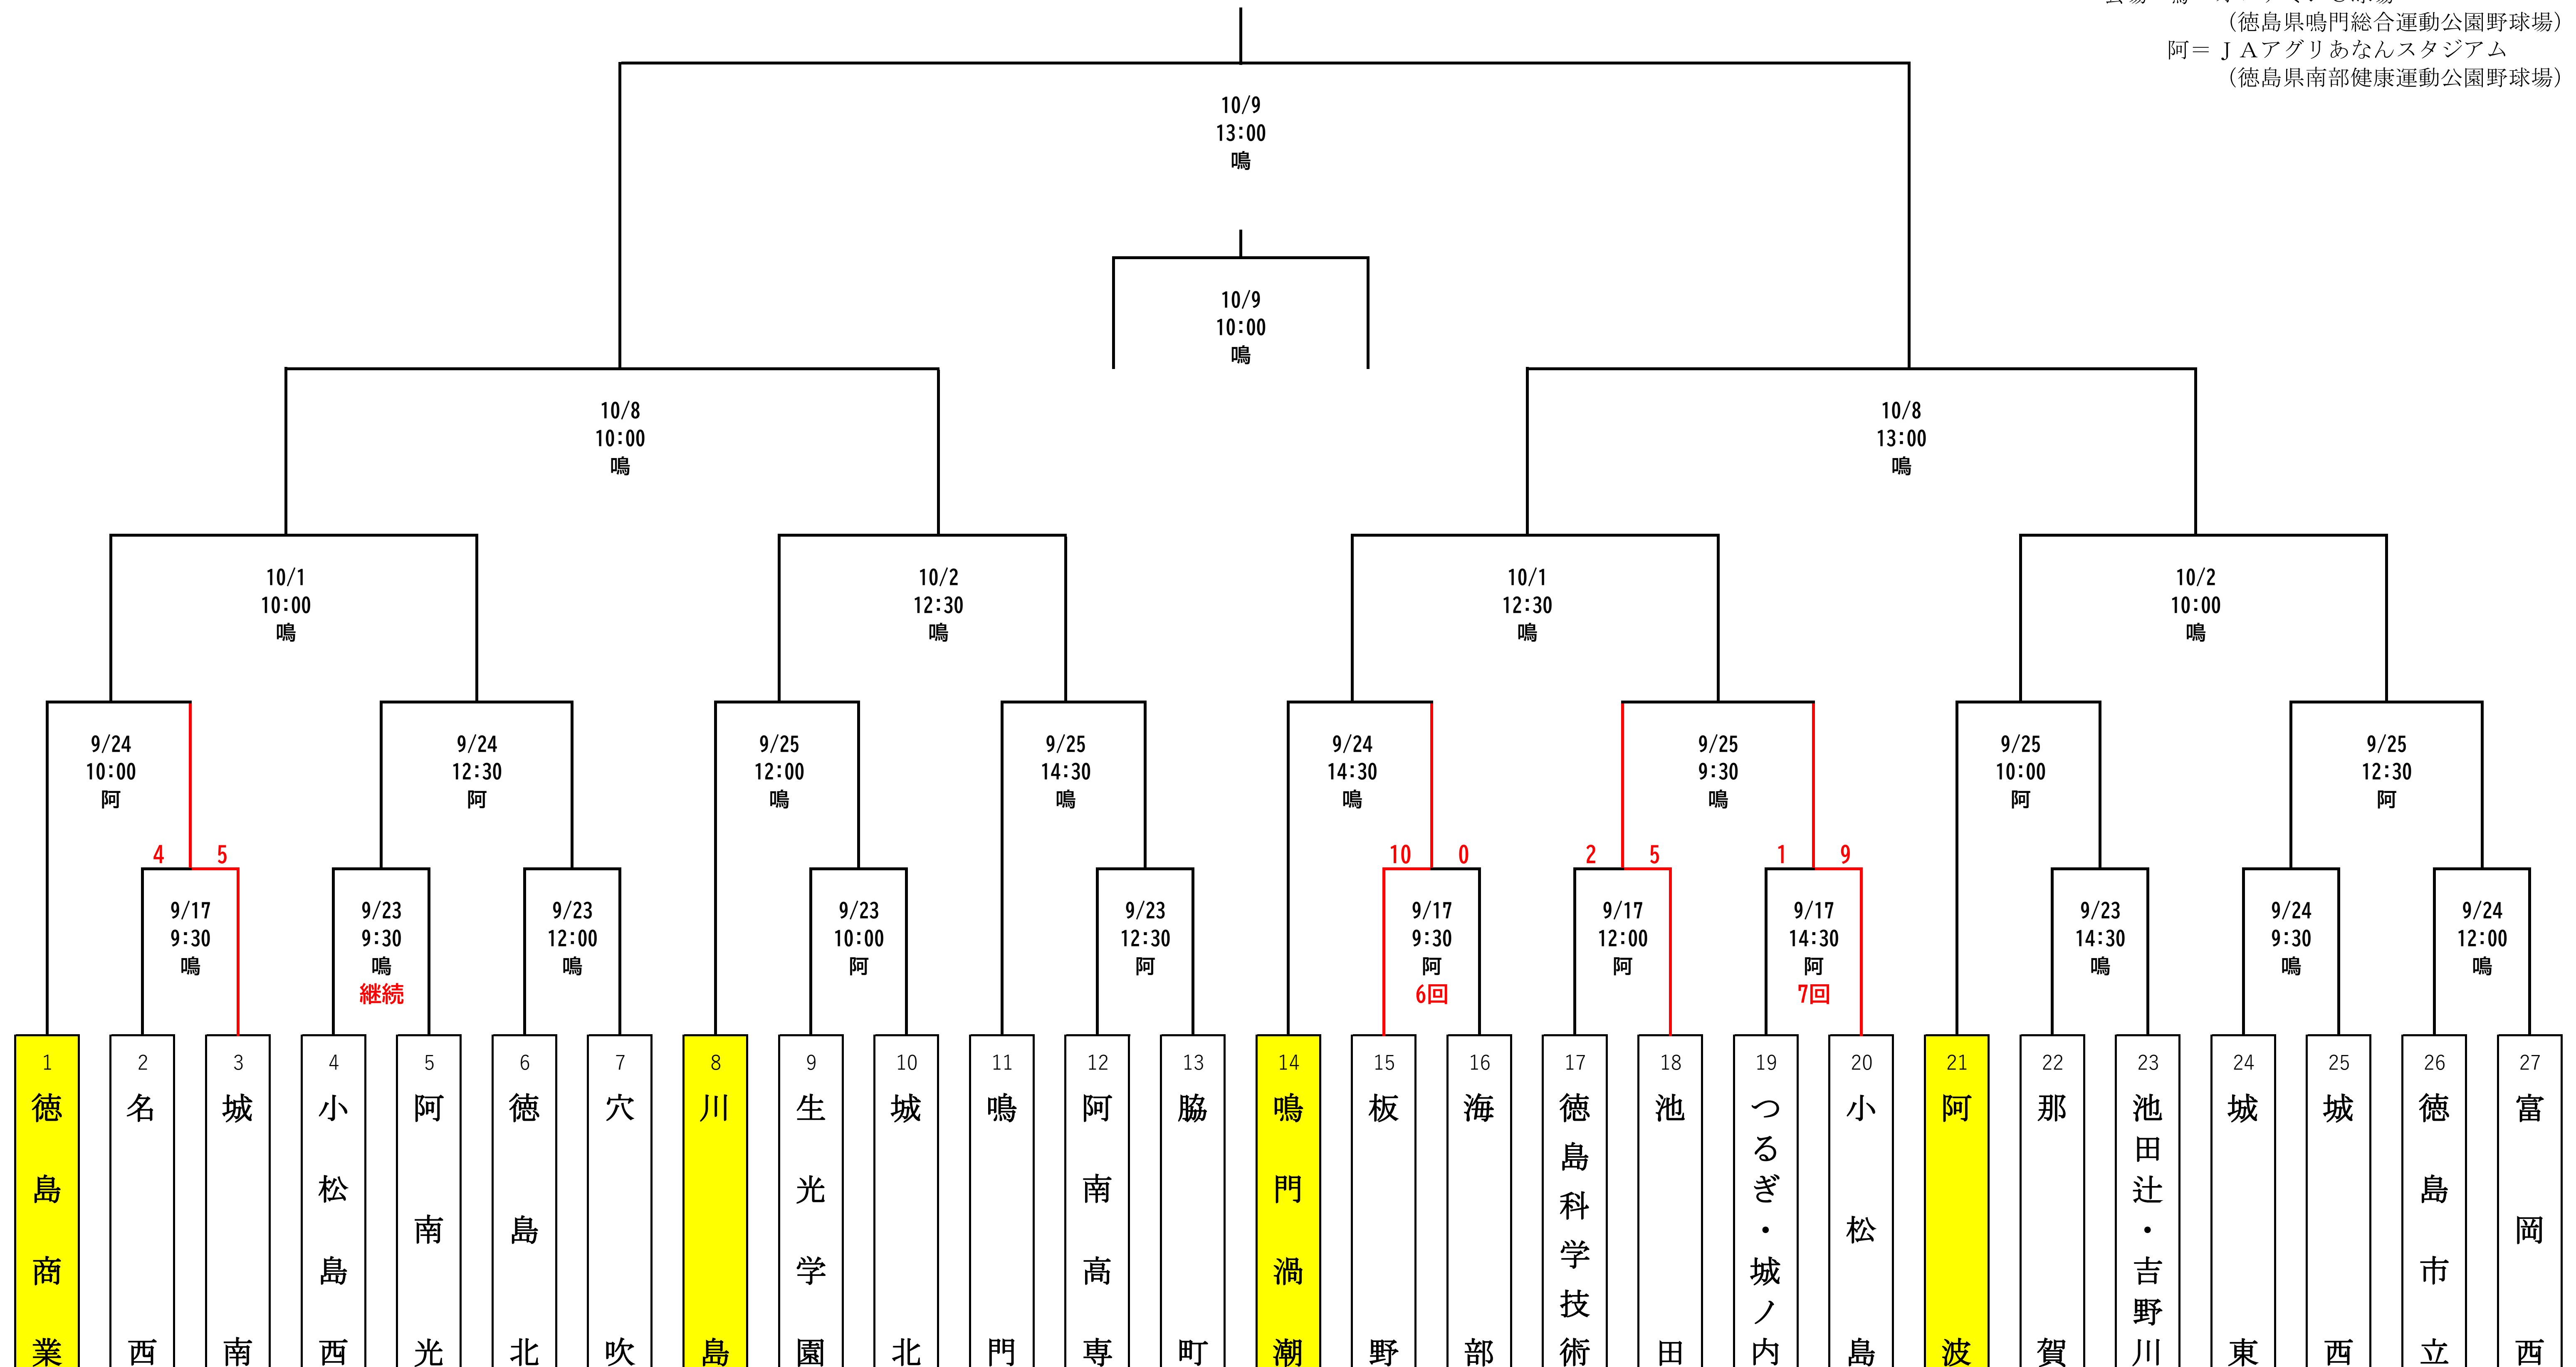 （徳島県鳴門総合運動公園野球場）
阿＝ＪＡアグリあなんスタジアム
（徳島県南部健康運動公園野球場）
10/9
13:00
鳴
10/9
10:00
鳴
10/8
10:00
鳴
10/8
13:00
鳴
10/1
10:00
鳴
10/2
12:30
鳴
10/1
12:30
鳴
10/2
10:00
鳴
9/24
10:00
阿
9/24
12:30
阿
9/25
12:00
鳴
9/25
14:30
鳴
9/24
14:30
鳴
9/25
9:30
鳴
9/25
10:00
阿
9/25
12:30
阿
4 5
10 0
2 5
1 9
9/17
9:30
鳴
9/23
9:30
鳴
継続
9/23
12:00
鳴
9/23
10:00
阿
9/23
12:30
阿
9/17
9:30
阿
6回
9/17
12:00
阿
9/17
14:30
阿
7回
9/23
14:30
鳴
9/24
9:30
鳴
9/24
12:00
鳴
1
徳島商業
2
名西
3
城南
4
小松島西
5
阿南光
6
徳島北
7
穴吹
8
川島
9
生光学園
10
城北
11
鳴門
12
阿南高専
13
脇町
14
鳴門渦潮
15
板野
16
海部
17
徳島科学技術
18
池田
19
つるぎ・城ノ内
20
小松島
21
阿波
22
那賀
23
池田辻・吉野川
24
城東
25
城西
26
徳島市立
27
富岡西